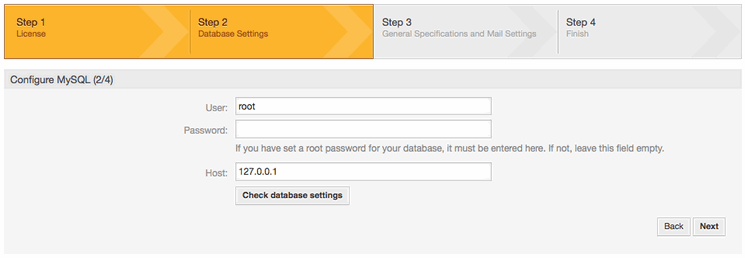 Step 1
License
Step 2
Database Settings
Step 3
General Specifications and Mail Settings
Step 4
Finish
Configure MySQL (2/4)
User: root
Password:
If you have set a root password for your database, it must be entered here. If not, leave this field empty.
Host: 127.0.0.1
Check database settings
Back Next